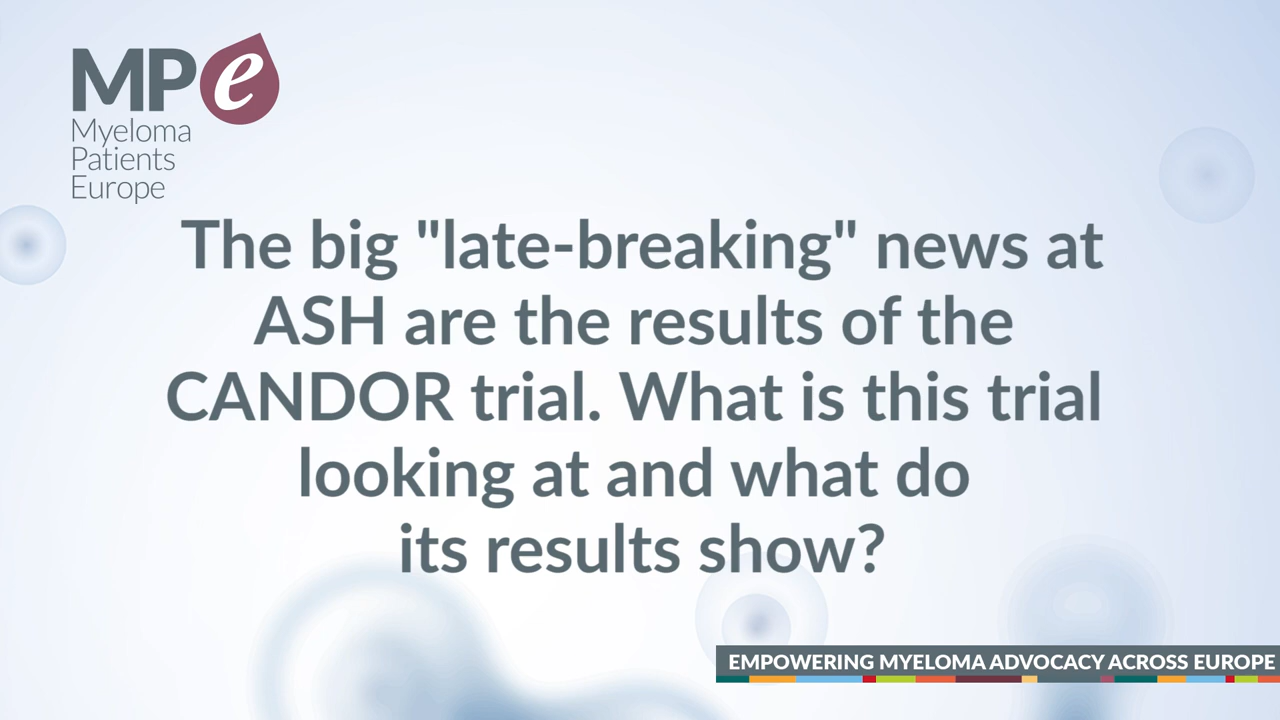 MPe
Myeloma
Patients
Europe
The big "late-breaking" news at
ASH are the results of the
CANDOR trial. What is this trial
looking at and what do
its results show?
EMPOWERING MYELOMA ADVOCACY ACROSS EUROPE